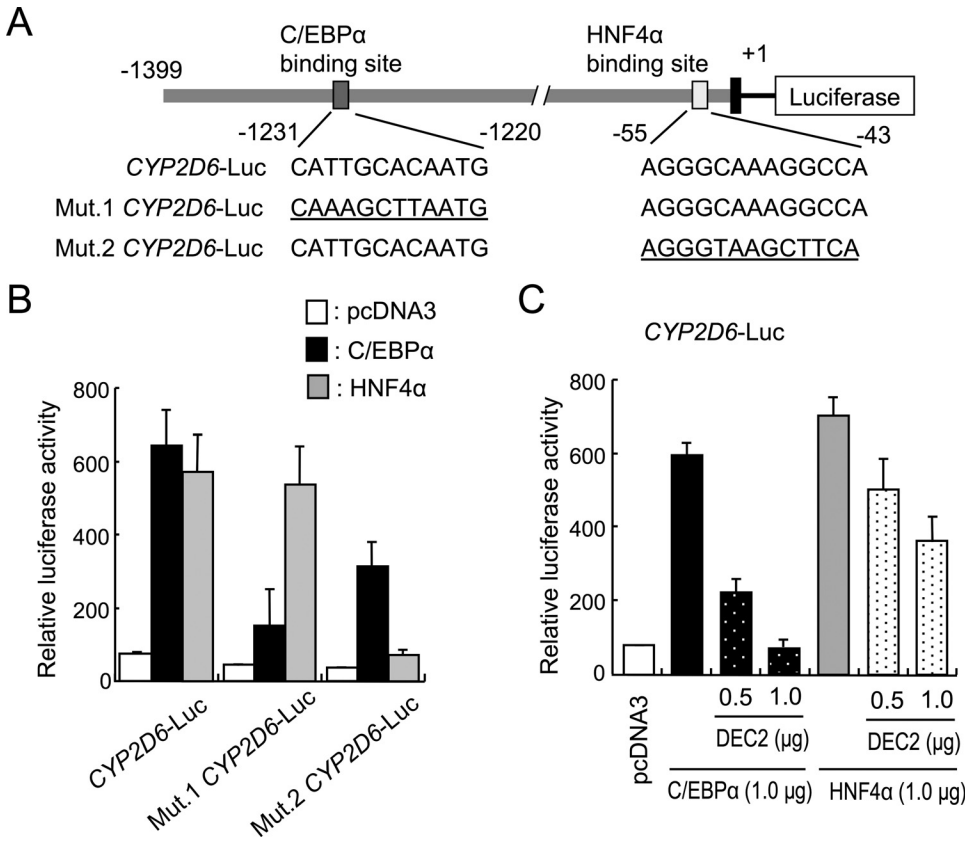 A
C/EBPα
binding site
HNF4α
binding site
+1
-1399
Luciferase
-1231
-1220
-55
-43
CYP2D6-Luc CATTGCACAATG AGGGCAAAGGCCA
Mut.1 CYP2D6-Luc CAAAGCTTAATG AGGGCAAAGGCCA
Mut.2 CYP2D6-Luc CATTGCACAATG AGGGTAAGCTTCA
B
: pcDNA3
: C/EBPα
: HNF4α
Relative luciferase activity
800
600
400
200
0
CYP2D6-Luc
Mut.1 CYP2D6-Luc
Mut.2 CYP2D6-Luc
C
CYP2D6-Luc
Relative luciferase activity
800
600
400
200
0
pcDNA3
0.5 1.0
DEC2 (µg)
C/EBPα (1.0 µg)
0.5 1.0
DEC2 (µg)
HNF4α (1.0 µg)